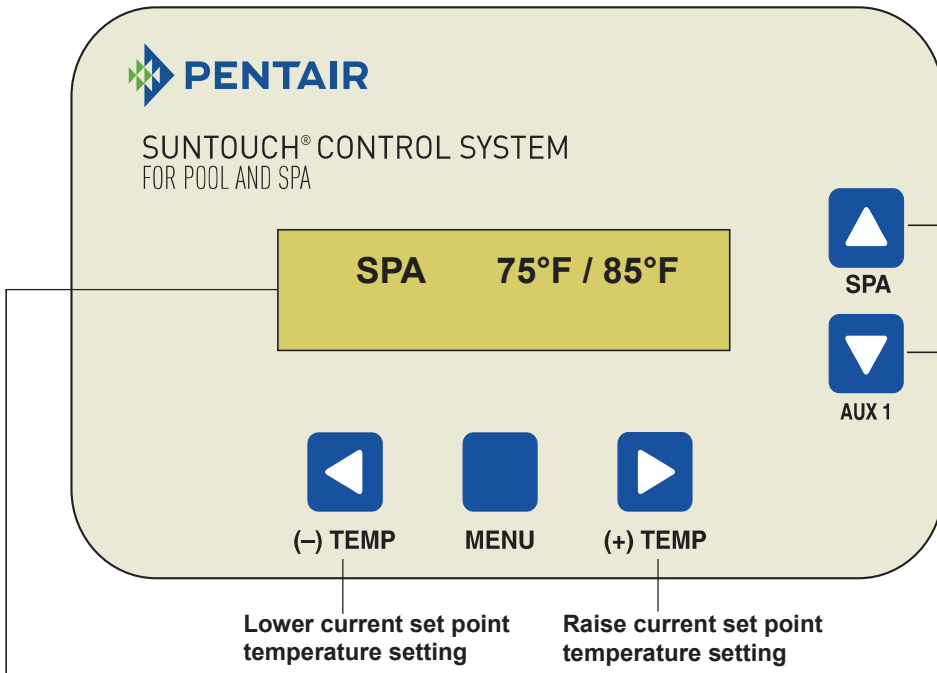 PENTAIR
SUNTOUCH® CONTROL SYSTEM
FOR POOL AND SPA
SPA 75°F / 85°F
SPA
AUX 1
(–) TEMP MENU (+) TEMP
Lower current set point
temperature setting
Raise current set point
temperature setting